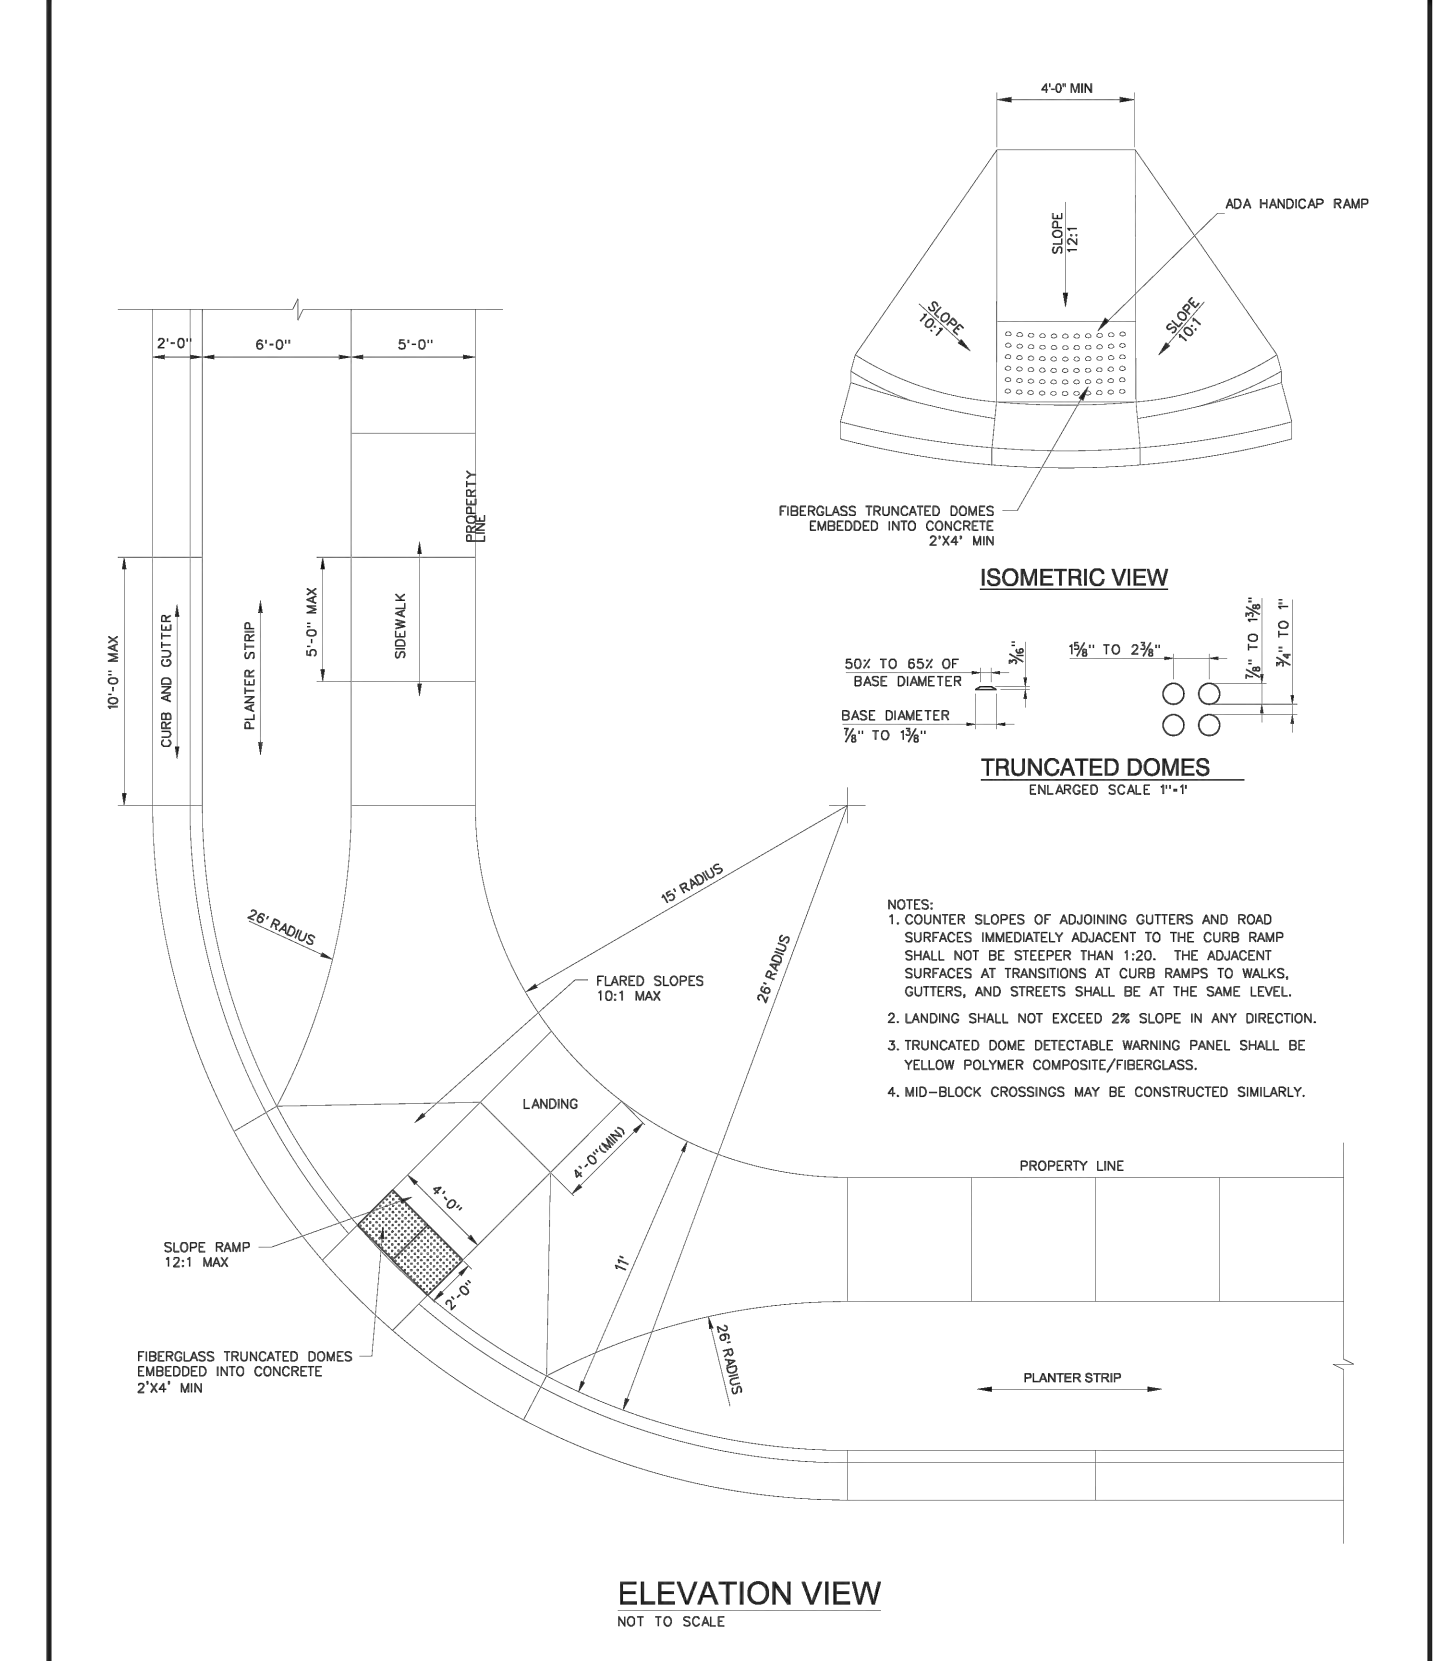 4'-0" MIN
ADA HANDICAP RAMP
SLOPE
12:1
SLOPE
10:1
SLOPE
10:1
FIBERGLASS TRUNCATED DOMES
EMBEDDED INTO CONCRETE
2'X4' MIN
ISOMETRIC VIEW
2'-0"
6'-0"
5'-0"
PROPERTY
LINE
10'-0" MAX
CURB AND GUTTER
PLANTER STRIP
5'-0" MAX
SIDEWALK
50% TO 65% OF
BASE DIAMETER
3/16"
BASE DIAMETER
7/8" TO 1 3/8"
1 5/8" TO 2 3/8"
7/8" TO 1 3/8"
3/4" TO 1"
TRUNCATED DOMES
ENLARGED SCALE 1"=1'
15' RADIUS
26' RADIUS
26' RADIUS
FLARED SLOPES
10:1 MAX
NOTES:
1. COUNTER SLOPES OF ADJOINING GUTTERS AND ROAD
SURFACES IMMEDIATELY ADJACENT TO THE CURB RAMP
SHALL NOT BE STEEPER THAN 1:20. THE ADJACENT
SURFACES AT TRANSITIONS AT CURB RAMPS TO WALKS,
GUTTERS, AND STREETS SHALL BE AT THE SAME LEVEL.
2. LANDING SHALL NOT EXCEED 2% SLOPE IN ANY DIRECTION.
3. TRUNCATED DOME DETECTABLE WARNING PANEL SHALL BE
YELLOW POLYMER COMPOSITE/FIBERGLASS.
4. MID-BLOCK CROSSINGS MAY BE CONSTRUCTED SIMILARLY.
LANDING
4'-0"(MIN)
4'-0"
PROPERTY LINE
SLOPE RAMP
12:1 MAX
11'
2'-0"
FIBERGLASS TRUNCATED DOMES
EMBEDDED INTO CONCRETE
2'X4' MIN
26' RADIUS
PLANTER STRIP
ELEVATION VIEW
NOT TO SCALE